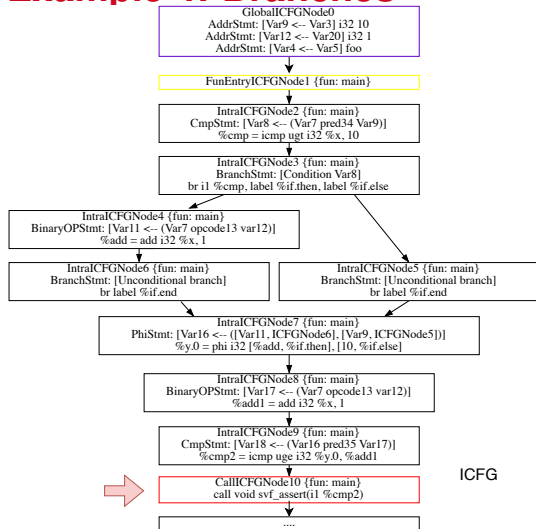 Example 4: Branches
GlobalICFGNode0
AddrStmt: [Var9 <-- Var3] i32 10
AddrStmt: [Var12 <-- Var20] i32 1
AddrStmt: [Var4 <-- Var5] foo
FunEntryICFGNode1 {fun: main}
IntraICFGNode2 {fun: main}
CmpStmt: [Var8 <-- (Var7 pred34 Var9)]
%cmp = icmp ugt i32 %x, 10
IntraICFGNode3 {fun: main}
BranchStmt: [Condition Var8]
br i1 %cmp, label %if.then, label %if.else
IntraICFGNode4 {fun: main}
BinaryOPStmt: [Var11 <-- (Var7 opcode13 var12)]
%add = add i32 %x, 1
IntraICFGNode6 {fun: main}
BranchStmt: [Unconditional branch]
br label %if.end
IntraICFGNode5 {fun: main}
BranchStmt: [Unconditional branch]
br label %if.end
IntraICFGNode7 {fun: main}
PhiStmt: [Var16 <-- ([Var11, ICFGNode6], [Var9, ICFGNode5])]
%y.0 = phi i32 [%add, %if.then], [10, %if.else]
IntraICFGNode8 {fun: main}
BinaryOPStmt: [Var17 <-- (Var7 opcode13 var12)]
%add1 = add i32 %x, 1
IntraICFGNode9 {fun: main}
CmpStmt: [Var18 <-- (Var16 pred35 Var17)]
%cmp2 = icmp uge i32 %y.0, %add1
CallICFGNode10 {fun: main}
call void svf_assert(i1 %cmp2)
....
ICFG